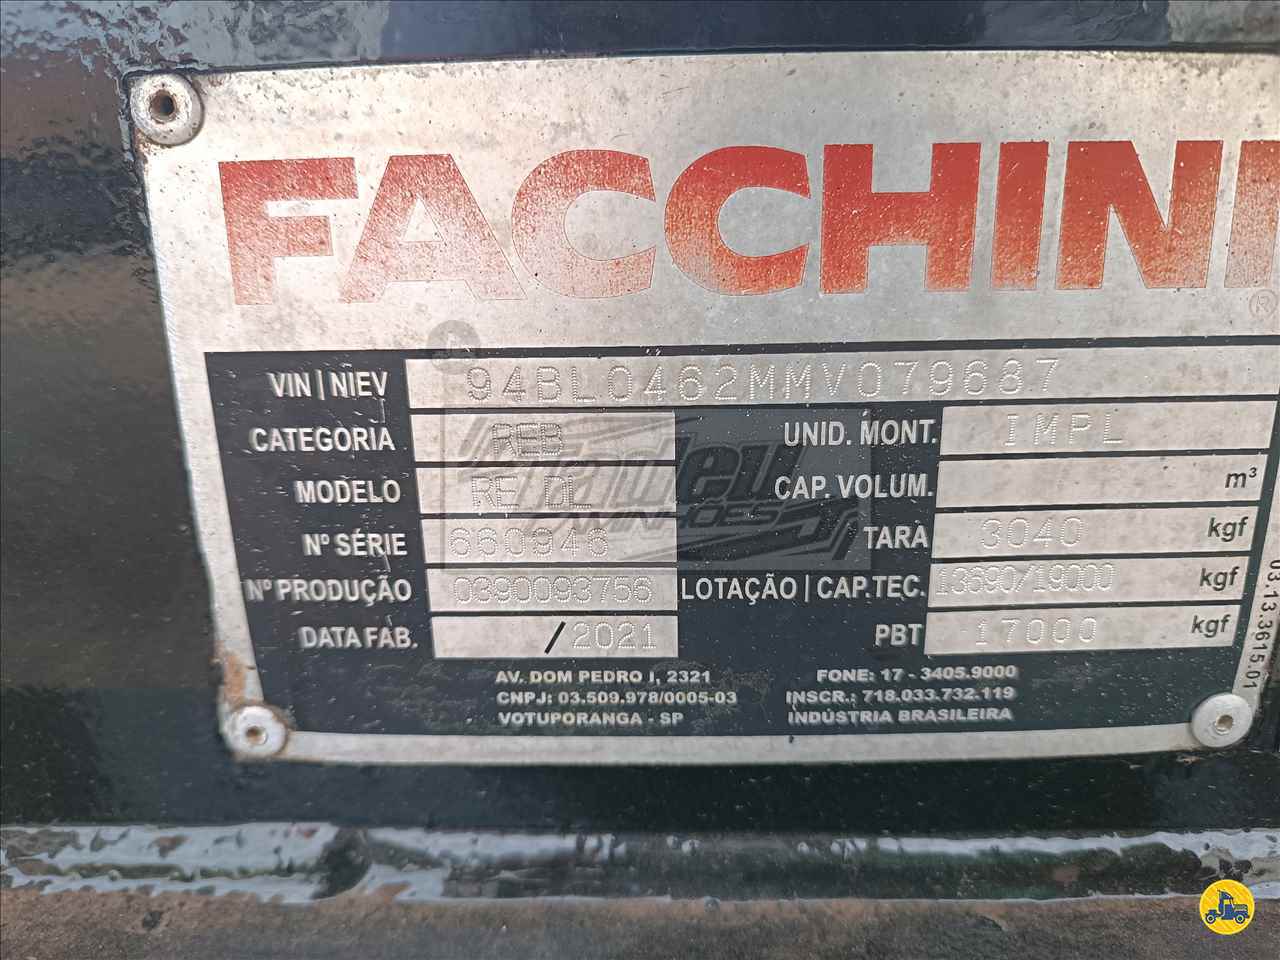 FACCHINI
®
VIN | NIEV 94BL0462MMV079687
CATEGORIA REB UNID. MONT. IMPL
MODELO RE DL CAP. VOLUM. m³
Nº SÉRIE 660946 TARA 3040 kgf
Nº PRODUÇÃO 0390093756 LOTAÇÃO | CAP.TEC. 13690/19000 kgf
DATA FAB. /2021 PBT 17000 kgf
AV. DOM PEDRO I, 2321 FONE: 17 - 3405.9000
CNPJ: 03.509.978/0005-03 INSCR.: 718.033.732.119
VOTUPORANGA - SP INDÚSTRIA BRASILEIRA
03.13.3615.01
Tadeu
CAMINHÕES